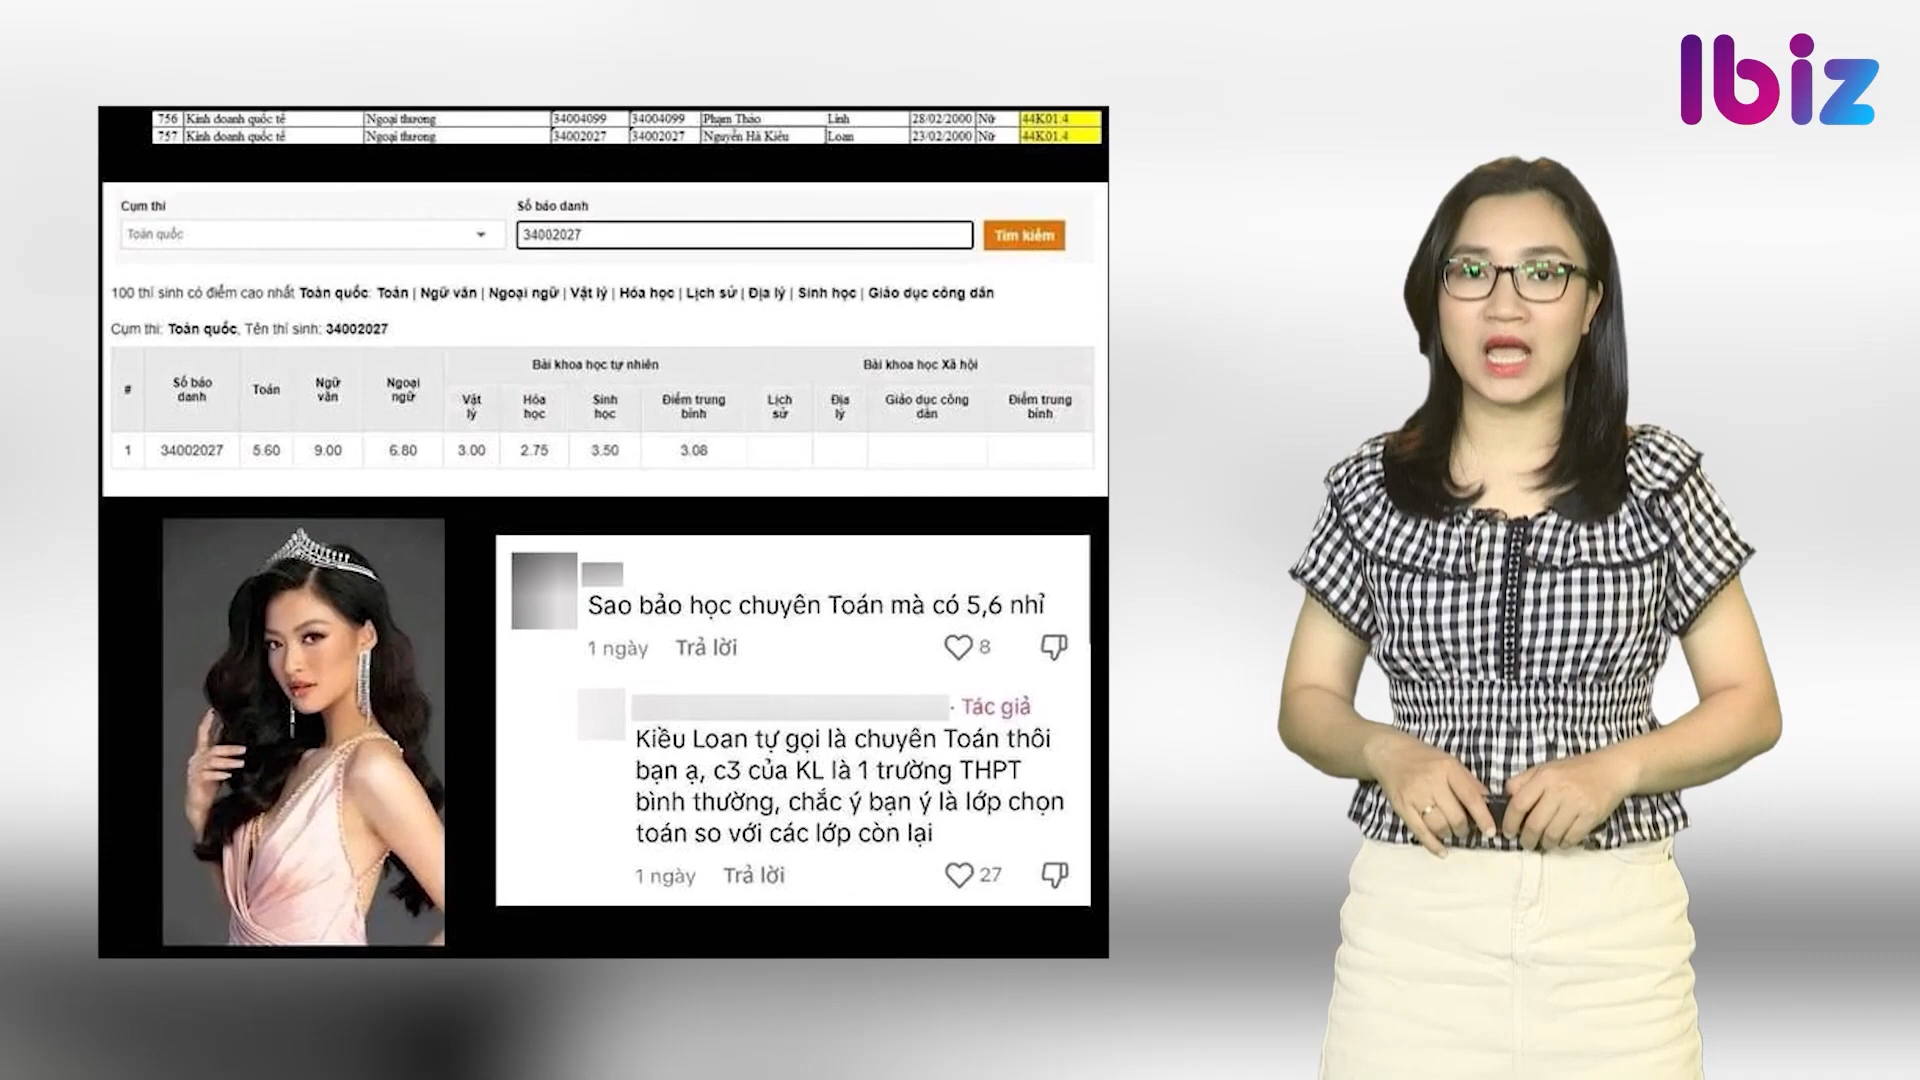 Ibiz
756 Kinh doanh quốc tế Ngoại thương 34004099 34004099 Phạm Thảo Linh 28/02/2000 Nữ 44K01.4
757 Kinh doanh quốc tế Ngoại thương 34002027 34002027 Nguyễn Hà Kiều Loan 23/02/2000 Nữ 44K01.4
Cụm thi Số báo danh
Toàn quốc 34002027 Tìm kiếm
100 thí sinh có điểm cao nhất Toàn quốc: Toán | Ngữ văn | Ngoại ngữ | Vật lý | Hóa học | Lịch sử | Địa lý | Sinh học | Giáo dục công dân
Cụm thi: Toàn quốc, Tên thí sinh: 34002027
# Số báo danh Toán Ngữ văn Ngoại ngữ Bài khoa học tự nhiên Bài khoa học Xã hội
Vật lý Hóa học Sinh học Điểm trung bình Lịch sử Địa lý Giáo dục công dân Điểm trung bình
1 34002027 5.60 9.00 6.80 3.00 2.75 3.50 3.08
Sao bảo học chuyên Toán mà có 5,6 nhỉ
1 ngày Trả lời 8
· Tác giả
Kiều Loan tự gọi là chuyên Toán thôi
bạn ạ, c3 của KL là 1 trường THPT
bình thường, chắc ý bạn ý là lớp chọn
toán so với các lớp còn lại
1 ngày Trả lời 27